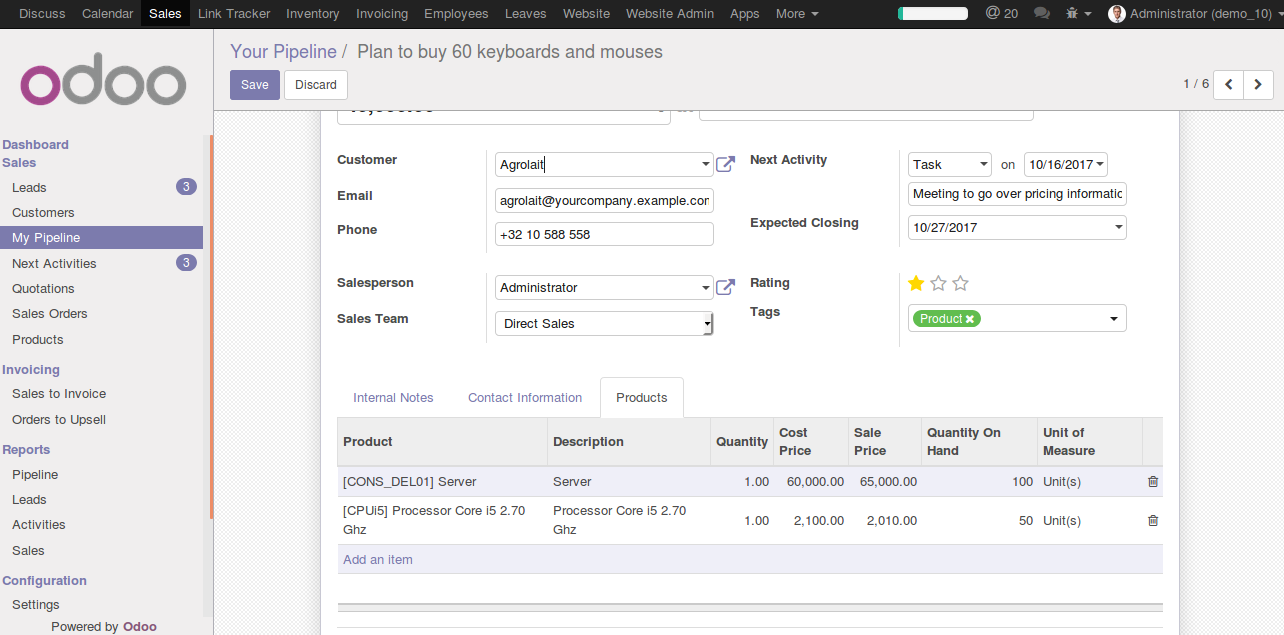 Discuss Calendar Sales Link Tracker Inventory Invoicing Employees Leaves Website Website Admin Apps More @ 20 Administrator (demo_10)
odoo
Dashboard
Sales
Leads 3
Customers
My Pipeline
Next Activities 3
Quotations
Sales Orders
Products
Invoicing
Sales to Invoice
Orders to Upsell
Reports
Pipeline
Leads
Activities
Sales
Configuration
Settings
Powered by Odoo
Your Pipeline / Plan to buy 60 keyboards and mouses
Save Discard
1 / 6
Customer Agrolait
Email agrolait@yourcompany.example.com
Phone +32 10 588 558
Next Activity Task on 10/16/2017
Meeting to go over pricing informatic
Expected Closing 10/27/2017
Salesperson Administrator
Sales Team Direct Sales
Rating
Tags Product
Internal Notes Contact Information Products
Product Description Quantity Cost Price Sale Price Quantity On Hand Unit of Measure
[CONS_DEL01] Server Server 1.00 60,000.00 65,000.00 100 Unit(s)
[CPUi5] Processor Core i5 2.70 Ghz Processor Core i5 2.70 Ghz 1.00 2,100.00 2,010.00 50 Unit(s)
Add an item